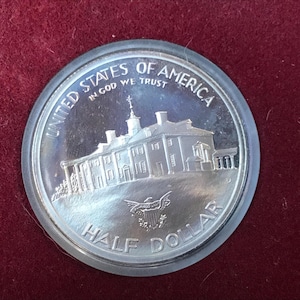 UNITED STATES OF AMERICA
IN GOD WE TRUST
HALF DOLLAR